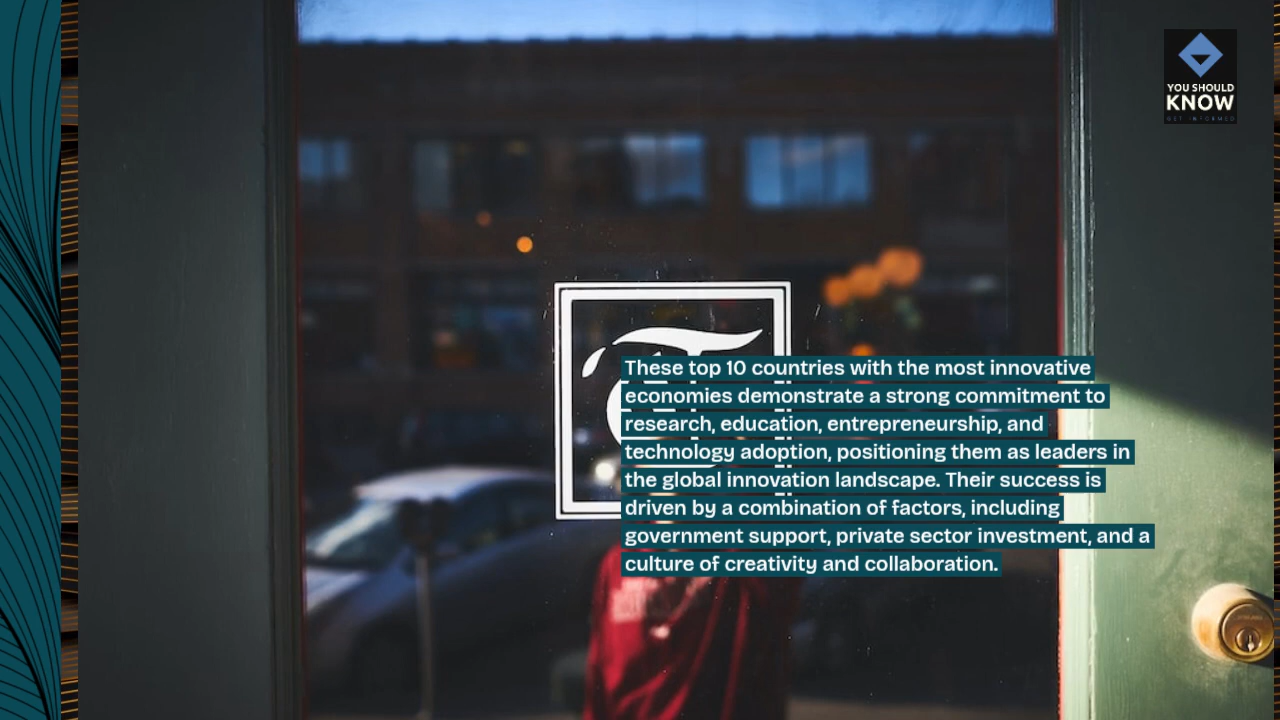 YOU SHOULD
KNOW
GET INFORMED
T
These top 10 countries with the most innovative
economies demonstrate a strong commitment to
research, education, entrepreneurship, and
technology adoption, positioning them as leaders in
the global innovation landscape. Their success is
driven by a combination of factors, including
government support, private sector investment, and a
culture of creativity and collaboration.